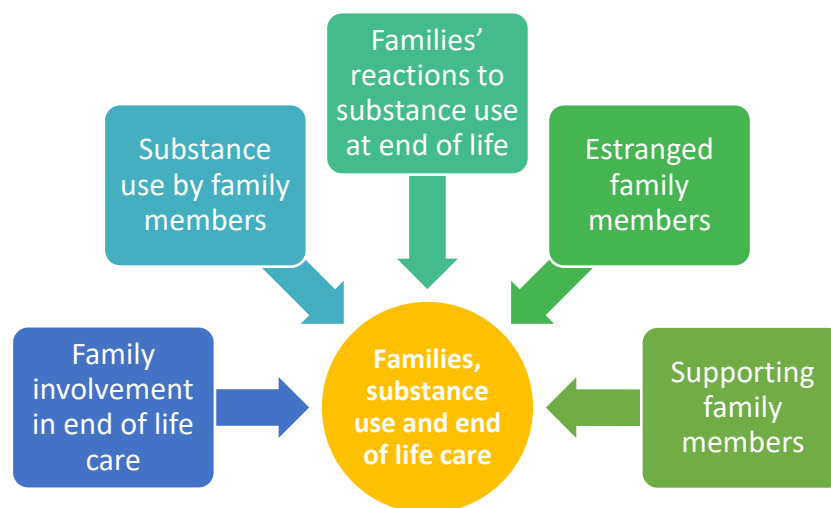 Families’
reactions to
substance use
at end of life
Substance
use by family
members
Estranged
family
members
Family
involvement
in end of life
care
Families,
substance
use and end
of life care
Supporting
family
members